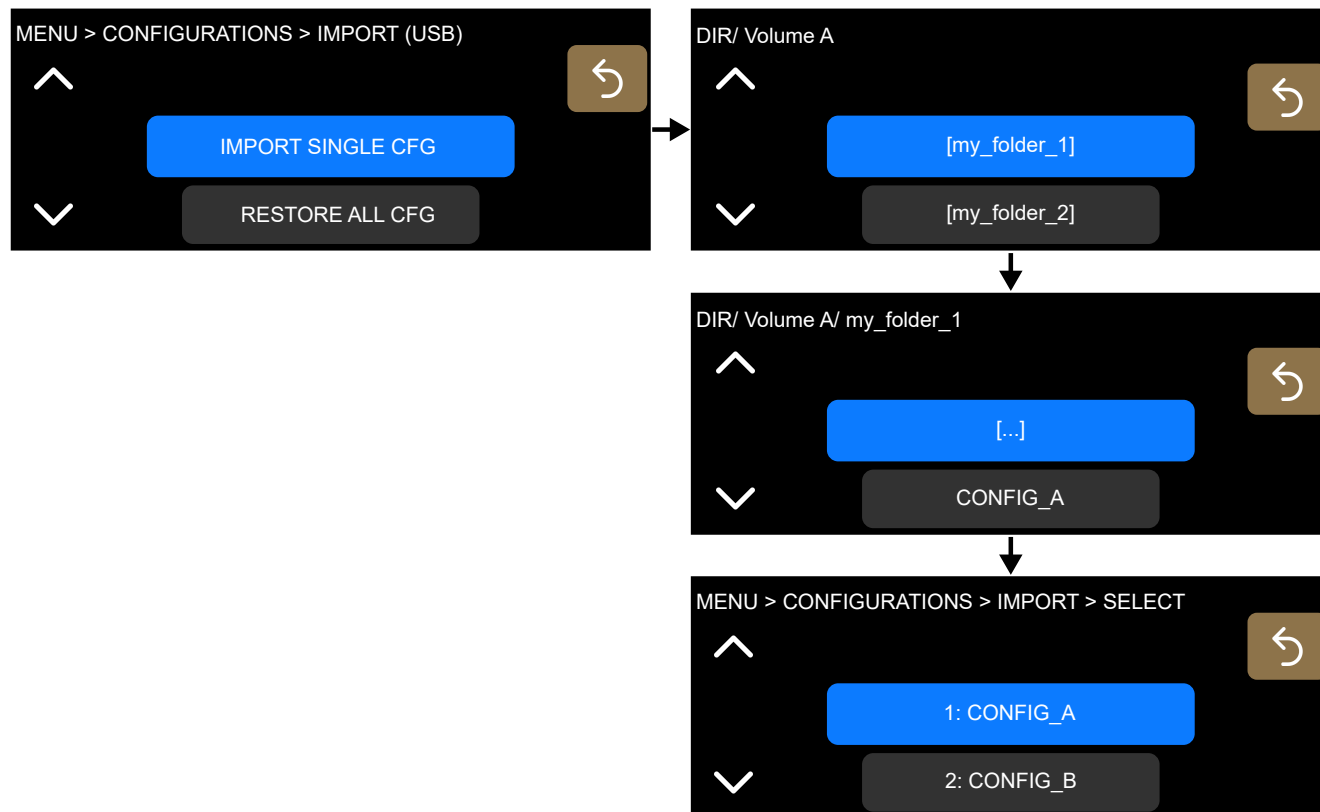 MENU > CONFIGURATIONS > IMPORT (USB)
IMPORT SINGLE CFG
RESTORE ALL CFG
DIR/ Volume A
[my_folder_1]
[my_folder_2]
DIR/ Volume A/ my_folder_1
[...]
CONFIG_A
MENU > CONFIGURATIONS > IMPORT > SELECT
1: CONFIG_A
2: CONFIG_B